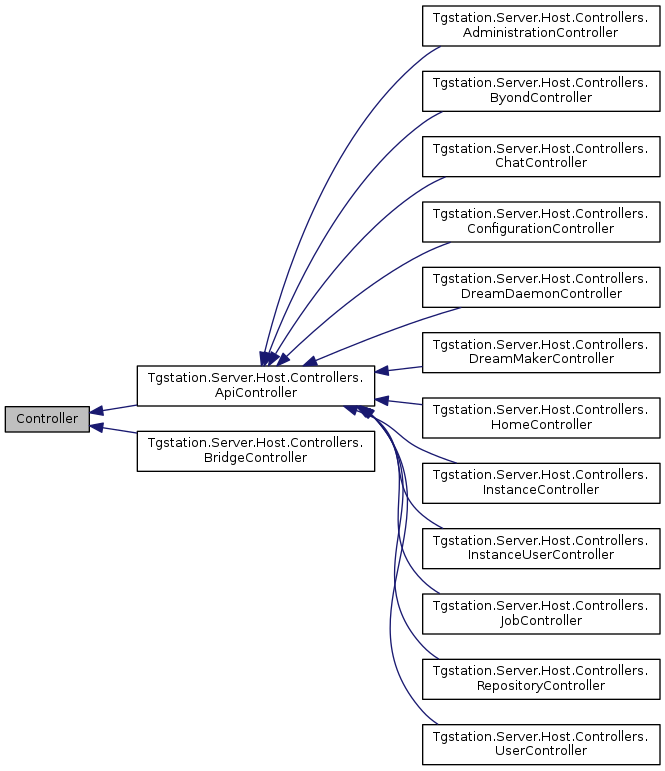 Controller
Tgstation.Server.Host.Controllers.
ApiController
Tgstation.Server.Host.Controllers.
BridgeController
Tgstation.Server.Host.Controllers.
AdministrationController
Tgstation.Server.Host.Controllers.
ByondController
Tgstation.Server.Host.Controllers.
ChatController
Tgstation.Server.Host.Controllers.
ConfigurationController
Tgstation.Server.Host.Controllers.
DreamDaemonController
Tgstation.Server.Host.Controllers.
DreamMakerController
Tgstation.Server.Host.Controllers.
HomeController
Tgstation.Server.Host.Controllers.
InstanceController
Tgstation.Server.Host.Controllers.
InstanceUserController
Tgstation.Server.Host.Controllers.
JobController
Tgstation.Server.Host.Controllers.
RepositoryController
Tgstation.Server.Host.Controllers.
UserController